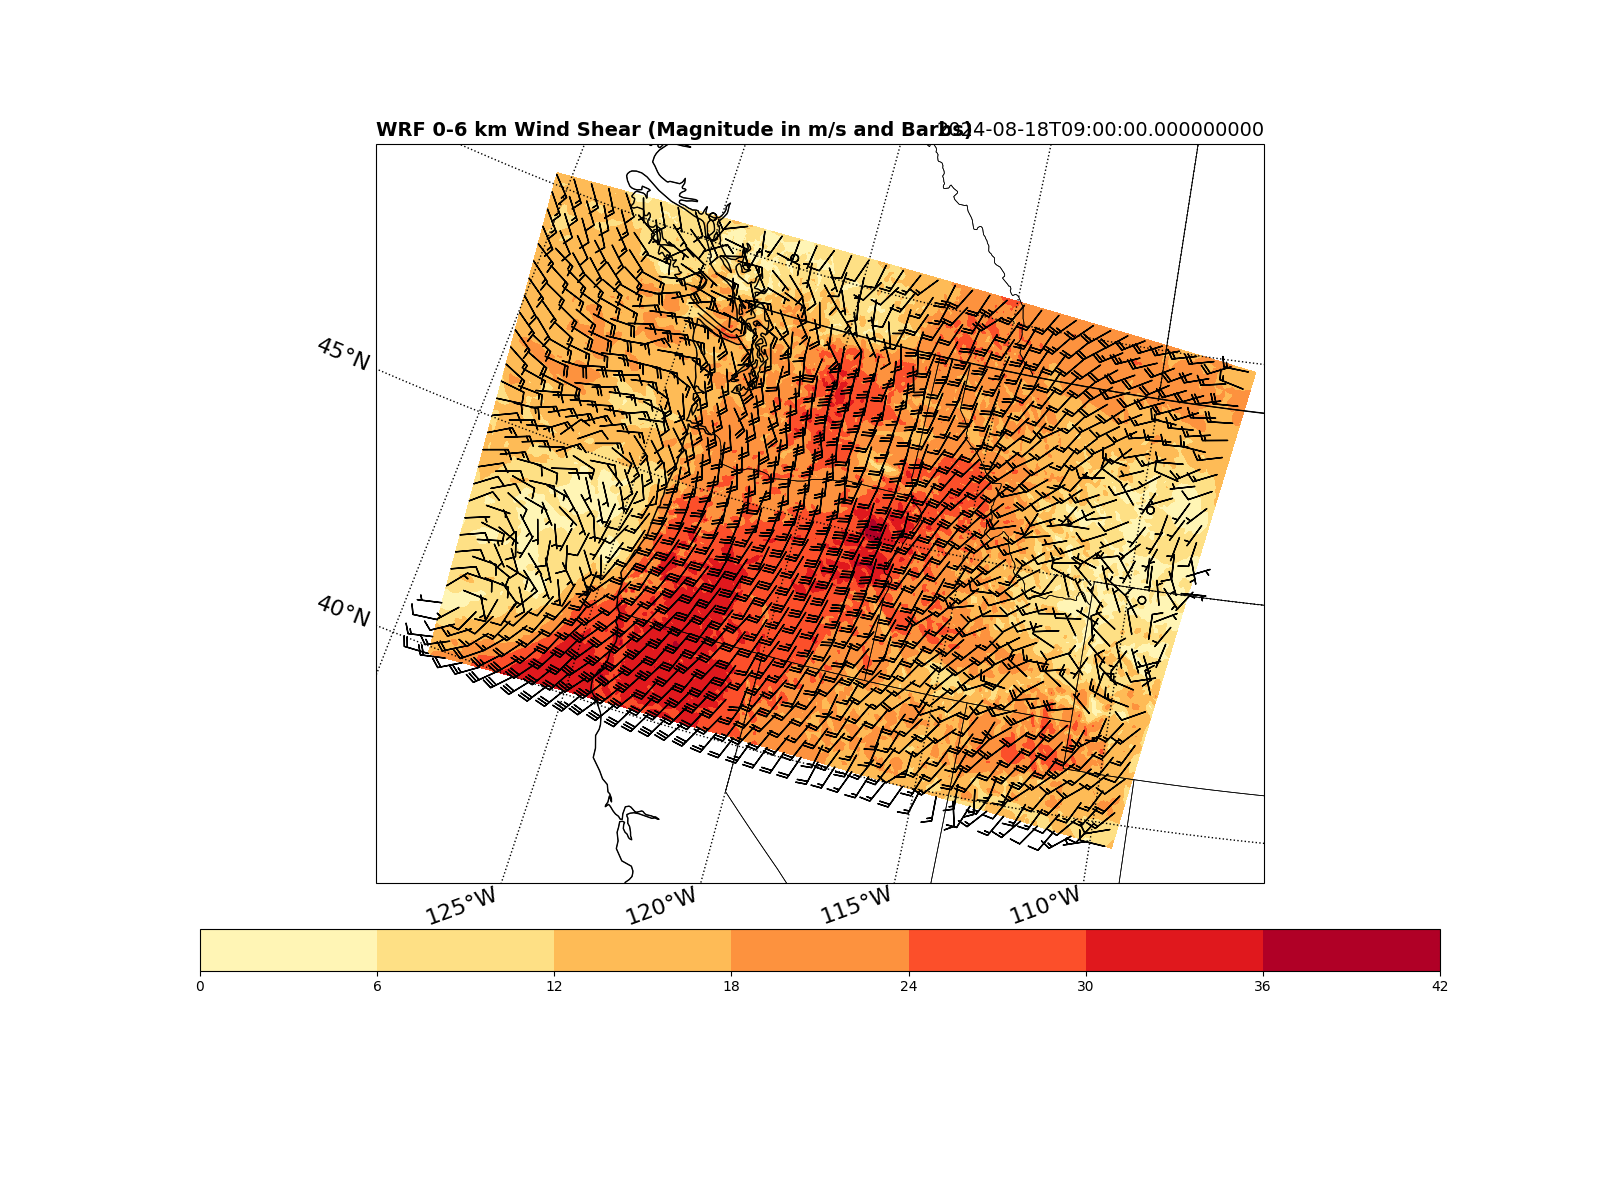 WRF 0-6 km Wind Shear (Magnitude in m/s and Barbs)
2024-08-18T09:00:00.000000000
45°N
40°N
125°W 120°W 115°W 110°W
0 6 12 18 24 30 36 42